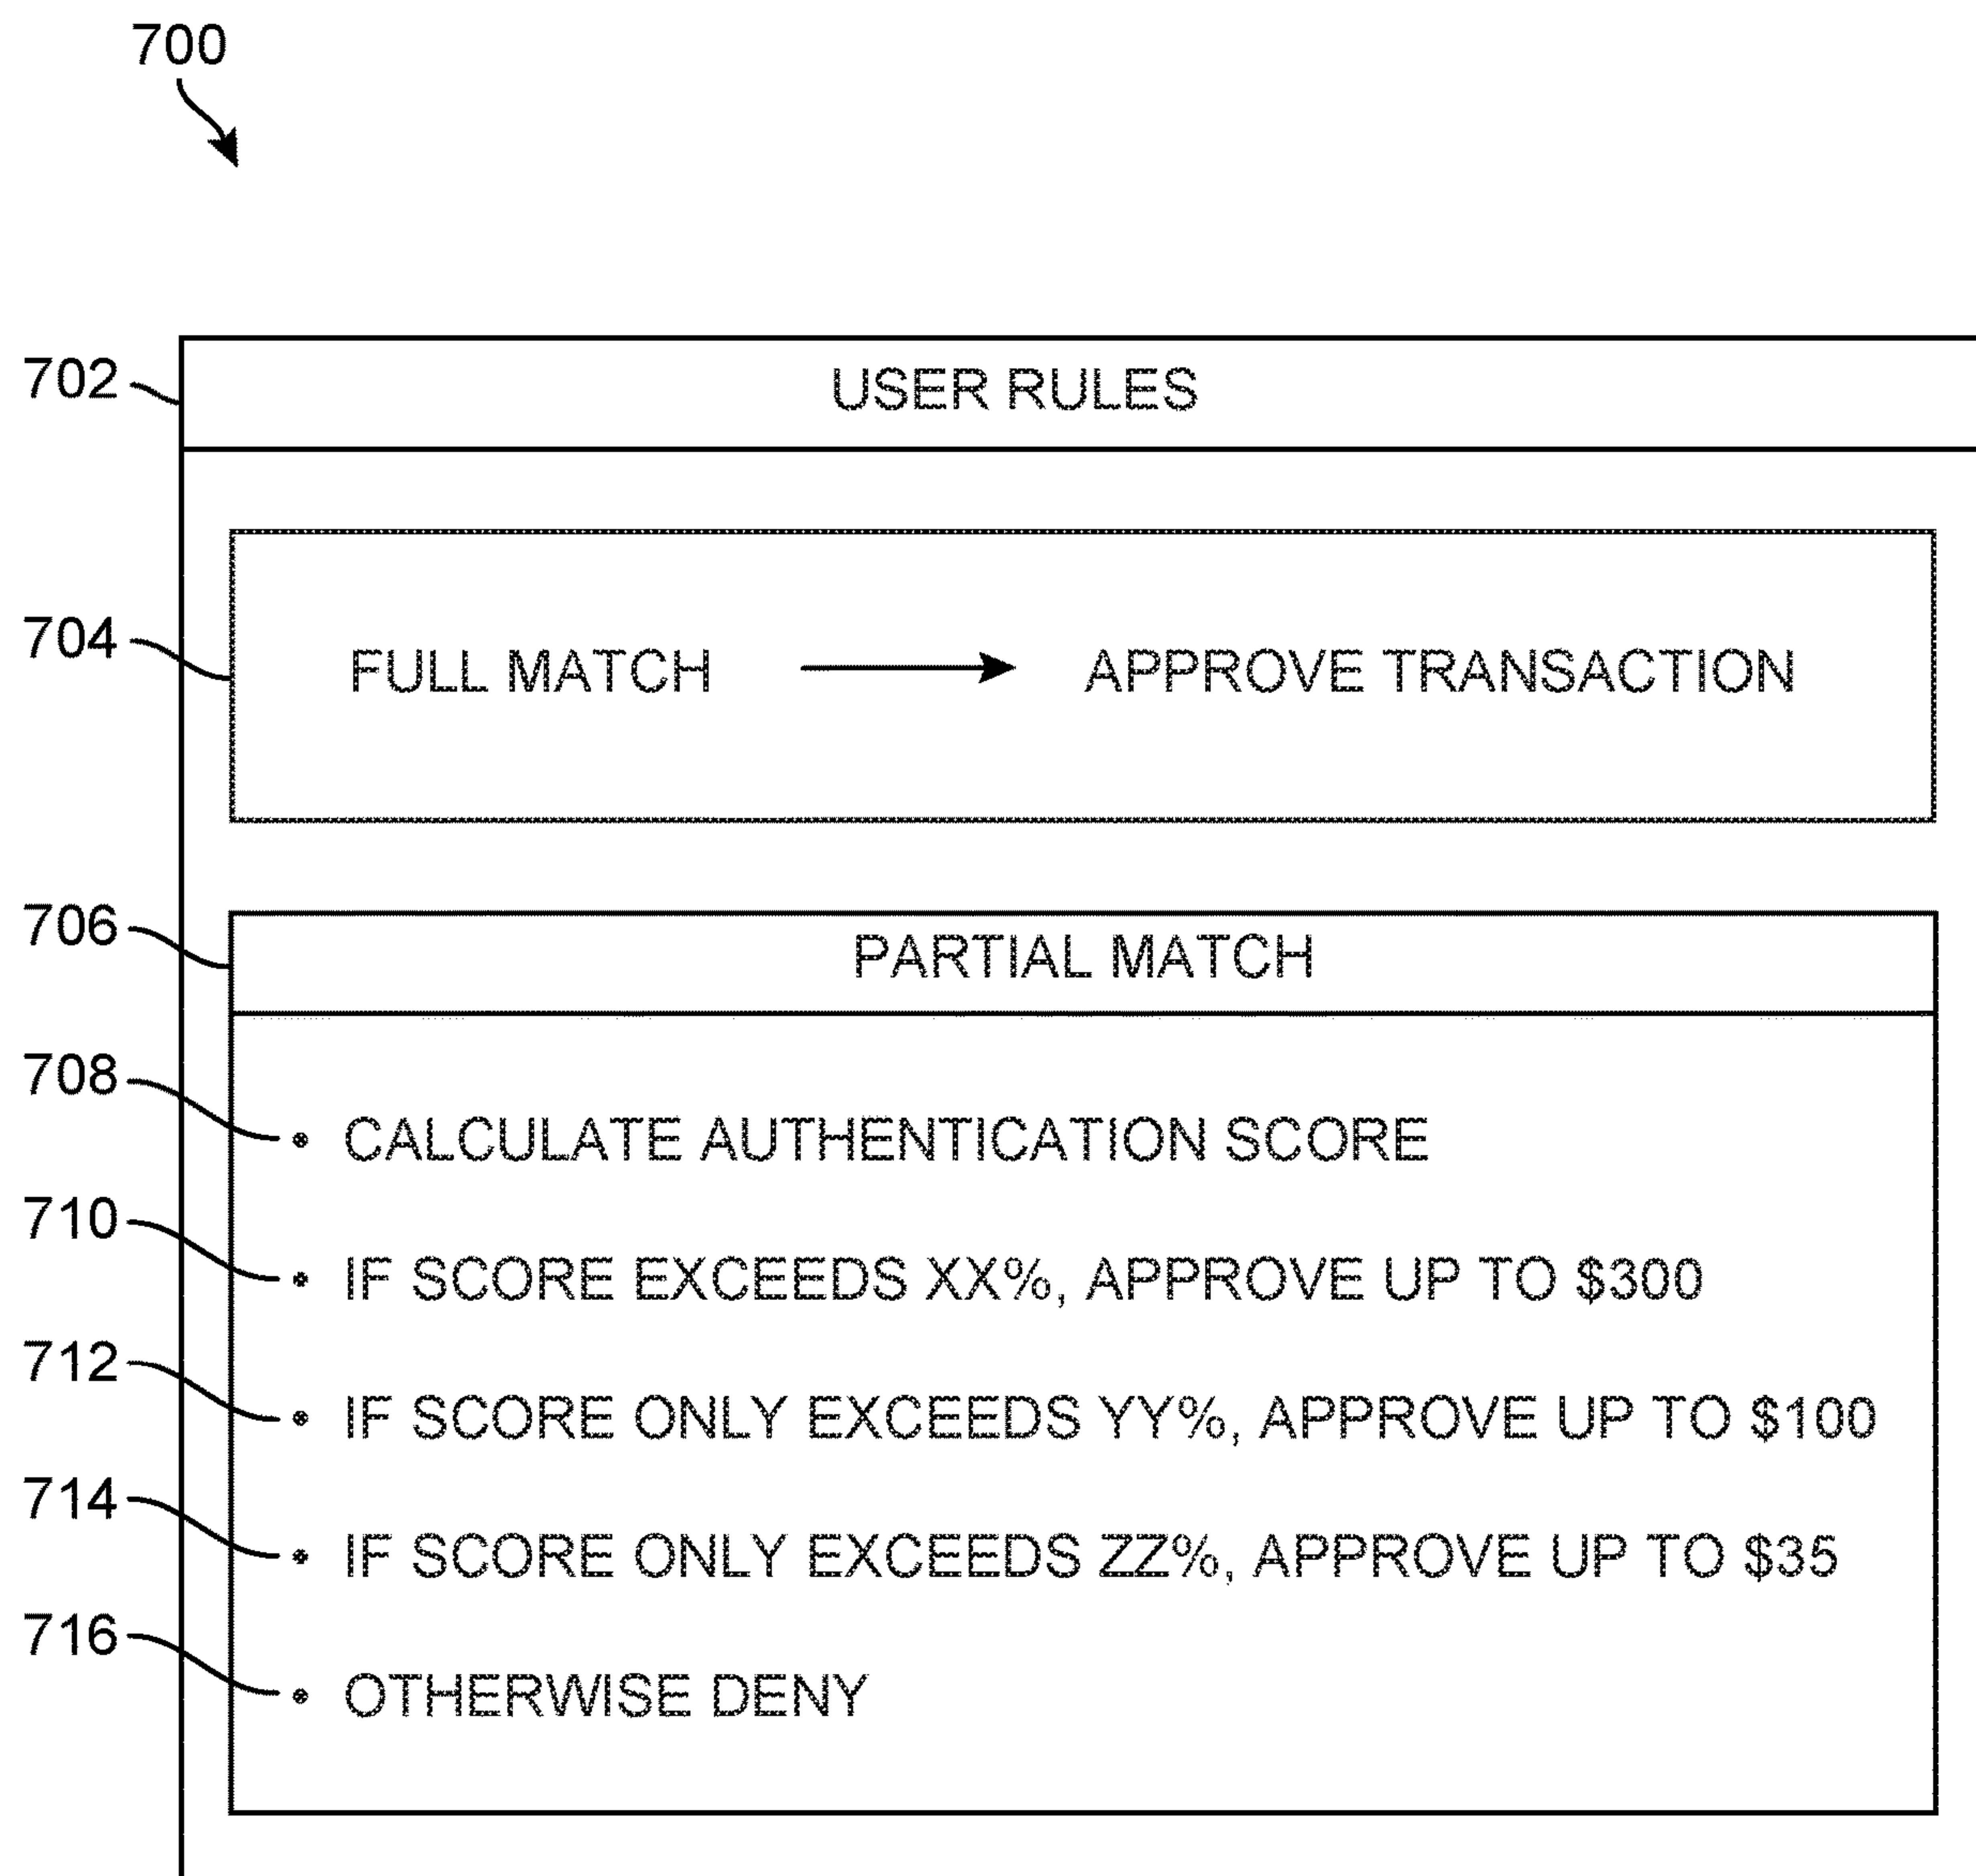 700
702
USER RULES
704
FULL MATCH APPROVE TRANSACTION
706
PARTIAL MATCH
708
• CALCULATE AUTHENTICATION SCORE
710
• IF SCORE EXCEEDS XX%, APPROVE UP TO $300
712
• IF SCORE ONLY EXCEEDS YY%, APPROVE UP TO $100
714
• IF SCORE ONLY EXCEEDS ZZ%, APPROVE UP TO $35
716
• OTHERWISE DENY